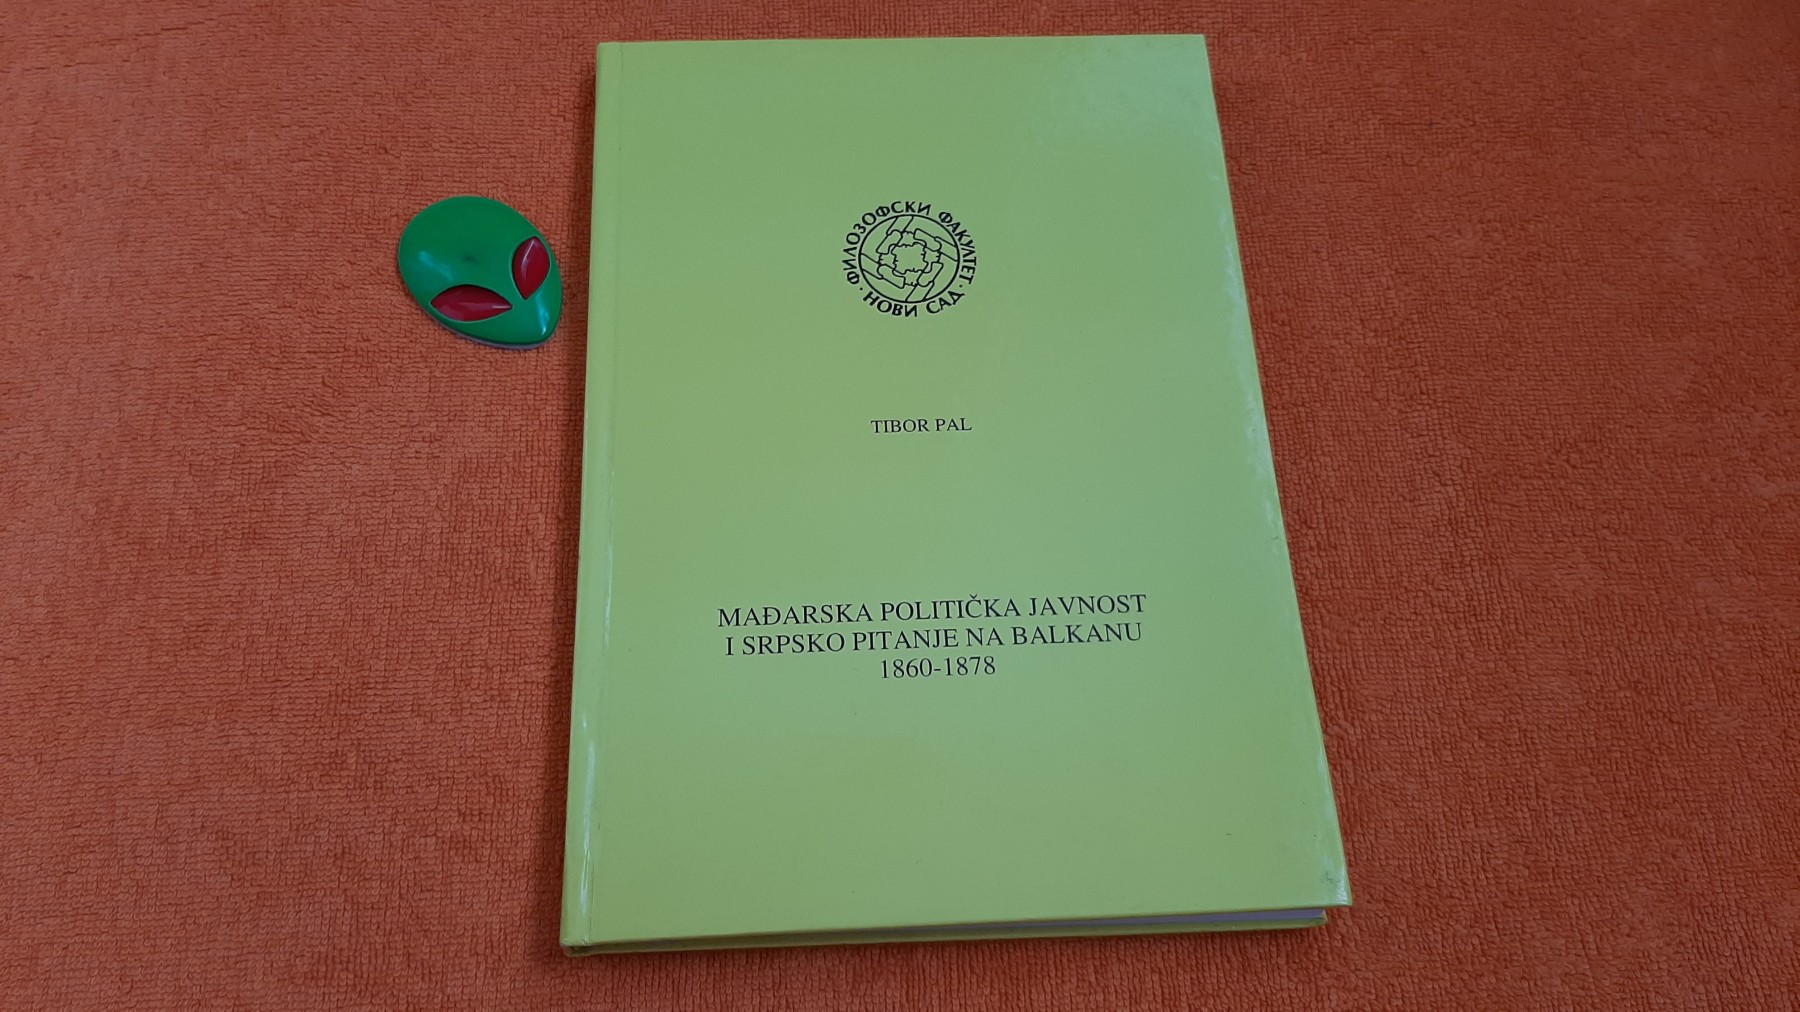 ФИЛОЗОФСКИ ФАКУЛТЕТ
· НОВИ САД ·
TIBOR PAL
MAĐARSKA POLITIČKA JAVNOST
I SRPSKO PITANJE NA BALKANU
1860-1878